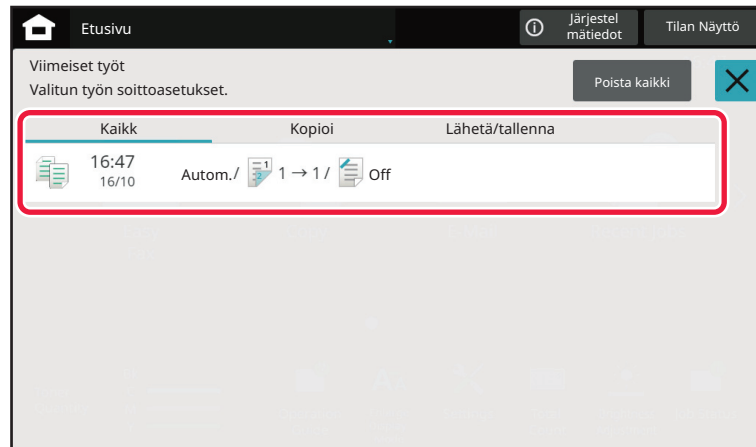 Etusivu
Järjestel
mätiedot
Tilan Näyttö
Viimeiset työt
Valitun työn soittoasetukset.
Poista kaikki
Kaikk
Kopioi
Lähetä/tallenna
16:47
16/10
Autom./ 1 → 1 / Off